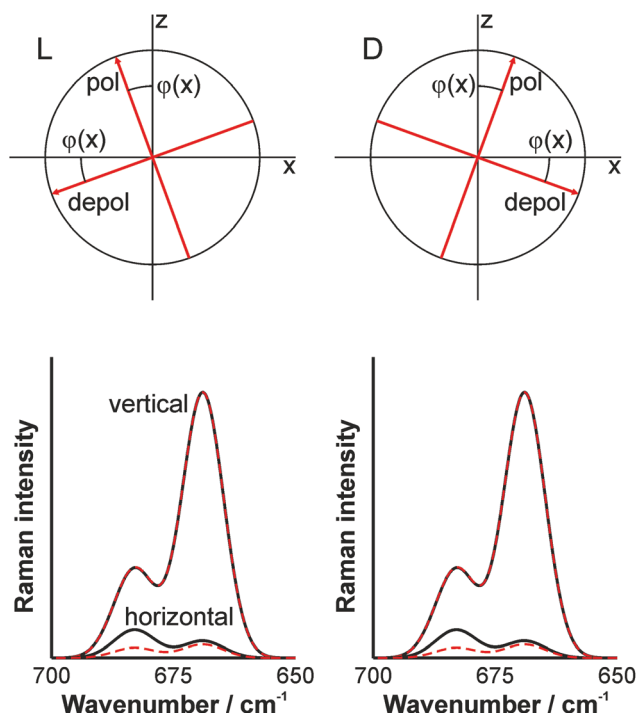 L
z
pol
φ(x)
φ(x)
x
depol
D
z
φ(x)
pol
φ(x)
x
depol
Raman intensity
vertical
horizontal
700
675
650
Wavenumber / cm⁻¹
Raman intensity
700
675
650
Wavenumber / cm⁻¹